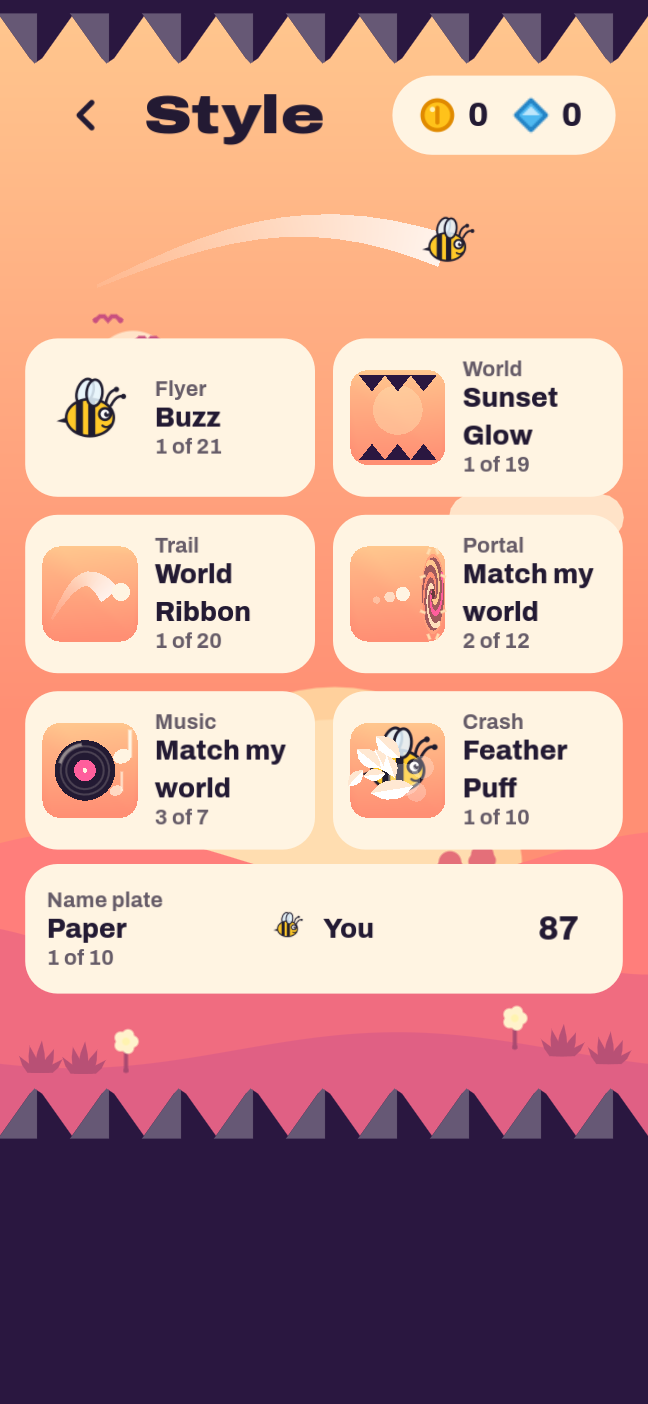 Style
0 0
Flyer
Buzz
1 of 21
World
Sunset
Glow
1 of 19
Trail
World
Ribbon
1 of 20
Portal
Match my
world
2 of 12
Music
Match my
world
3 of 7
Crash
Feather
Puff
1 of 10
Name plate
Paper
1 of 10
You
87